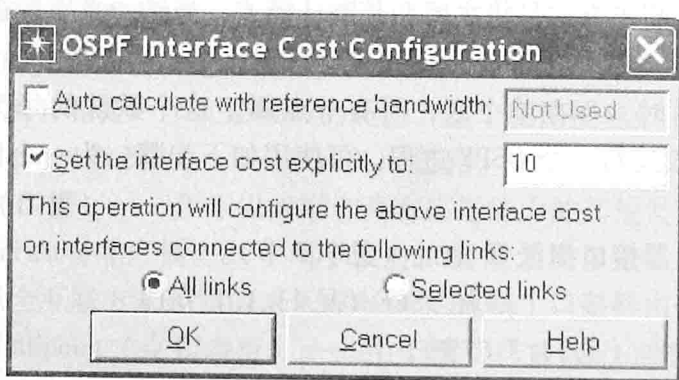 OSPF Interface Cost Configuration
Auto calculate with reference bandwidth: Not Used
Set the interface cost explicitly to: 10
This operation will configure the above interface cost
on interfaces connected to the following links:
All links Selected links
OK Cancel Help